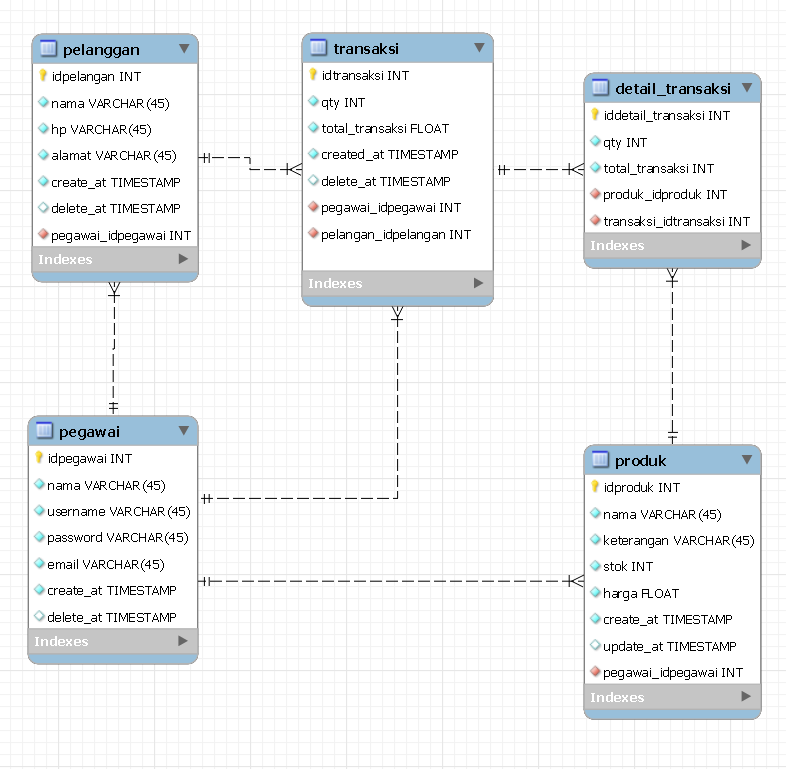 pelanggan
idpelangan INT
nama VARCHAR(45)
hp VARCHAR(45)
alamat VARCHAR(45)
create_at TIMESTAMP
delete_at TIMESTAMP
pegawai_idpegawai INT
Indexes
transaksi
idtransaksi INT
qty INT
total_transaksi FLOAT
created_at TIMESTAMP
delete_at TIMESTAMP
pegawai_idpegawai INT
pelangan_idpelangan INT
Indexes
detail_transaksi
iddetail_transaksi INT
qty INT
total_transaksi INT
produk_idproduk INT
transaksi_idtransaksi INT
Indexes
pegawai
idpegawai INT
nama VARCHAR(45)
username VARCHAR(45)
password VARCHAR(45)
email VARCHAR(45)
create_at TIMESTAMP
delete_at TIMESTAMP
Indexes
produk
idproduk INT
nama VARCHAR(45)
keterangan VARCHAR(45)
stok INT
harga FLOAT
create_at TIMESTAMP
update_at TIMESTAMP
pegawai_idpegawai INT
Indexes